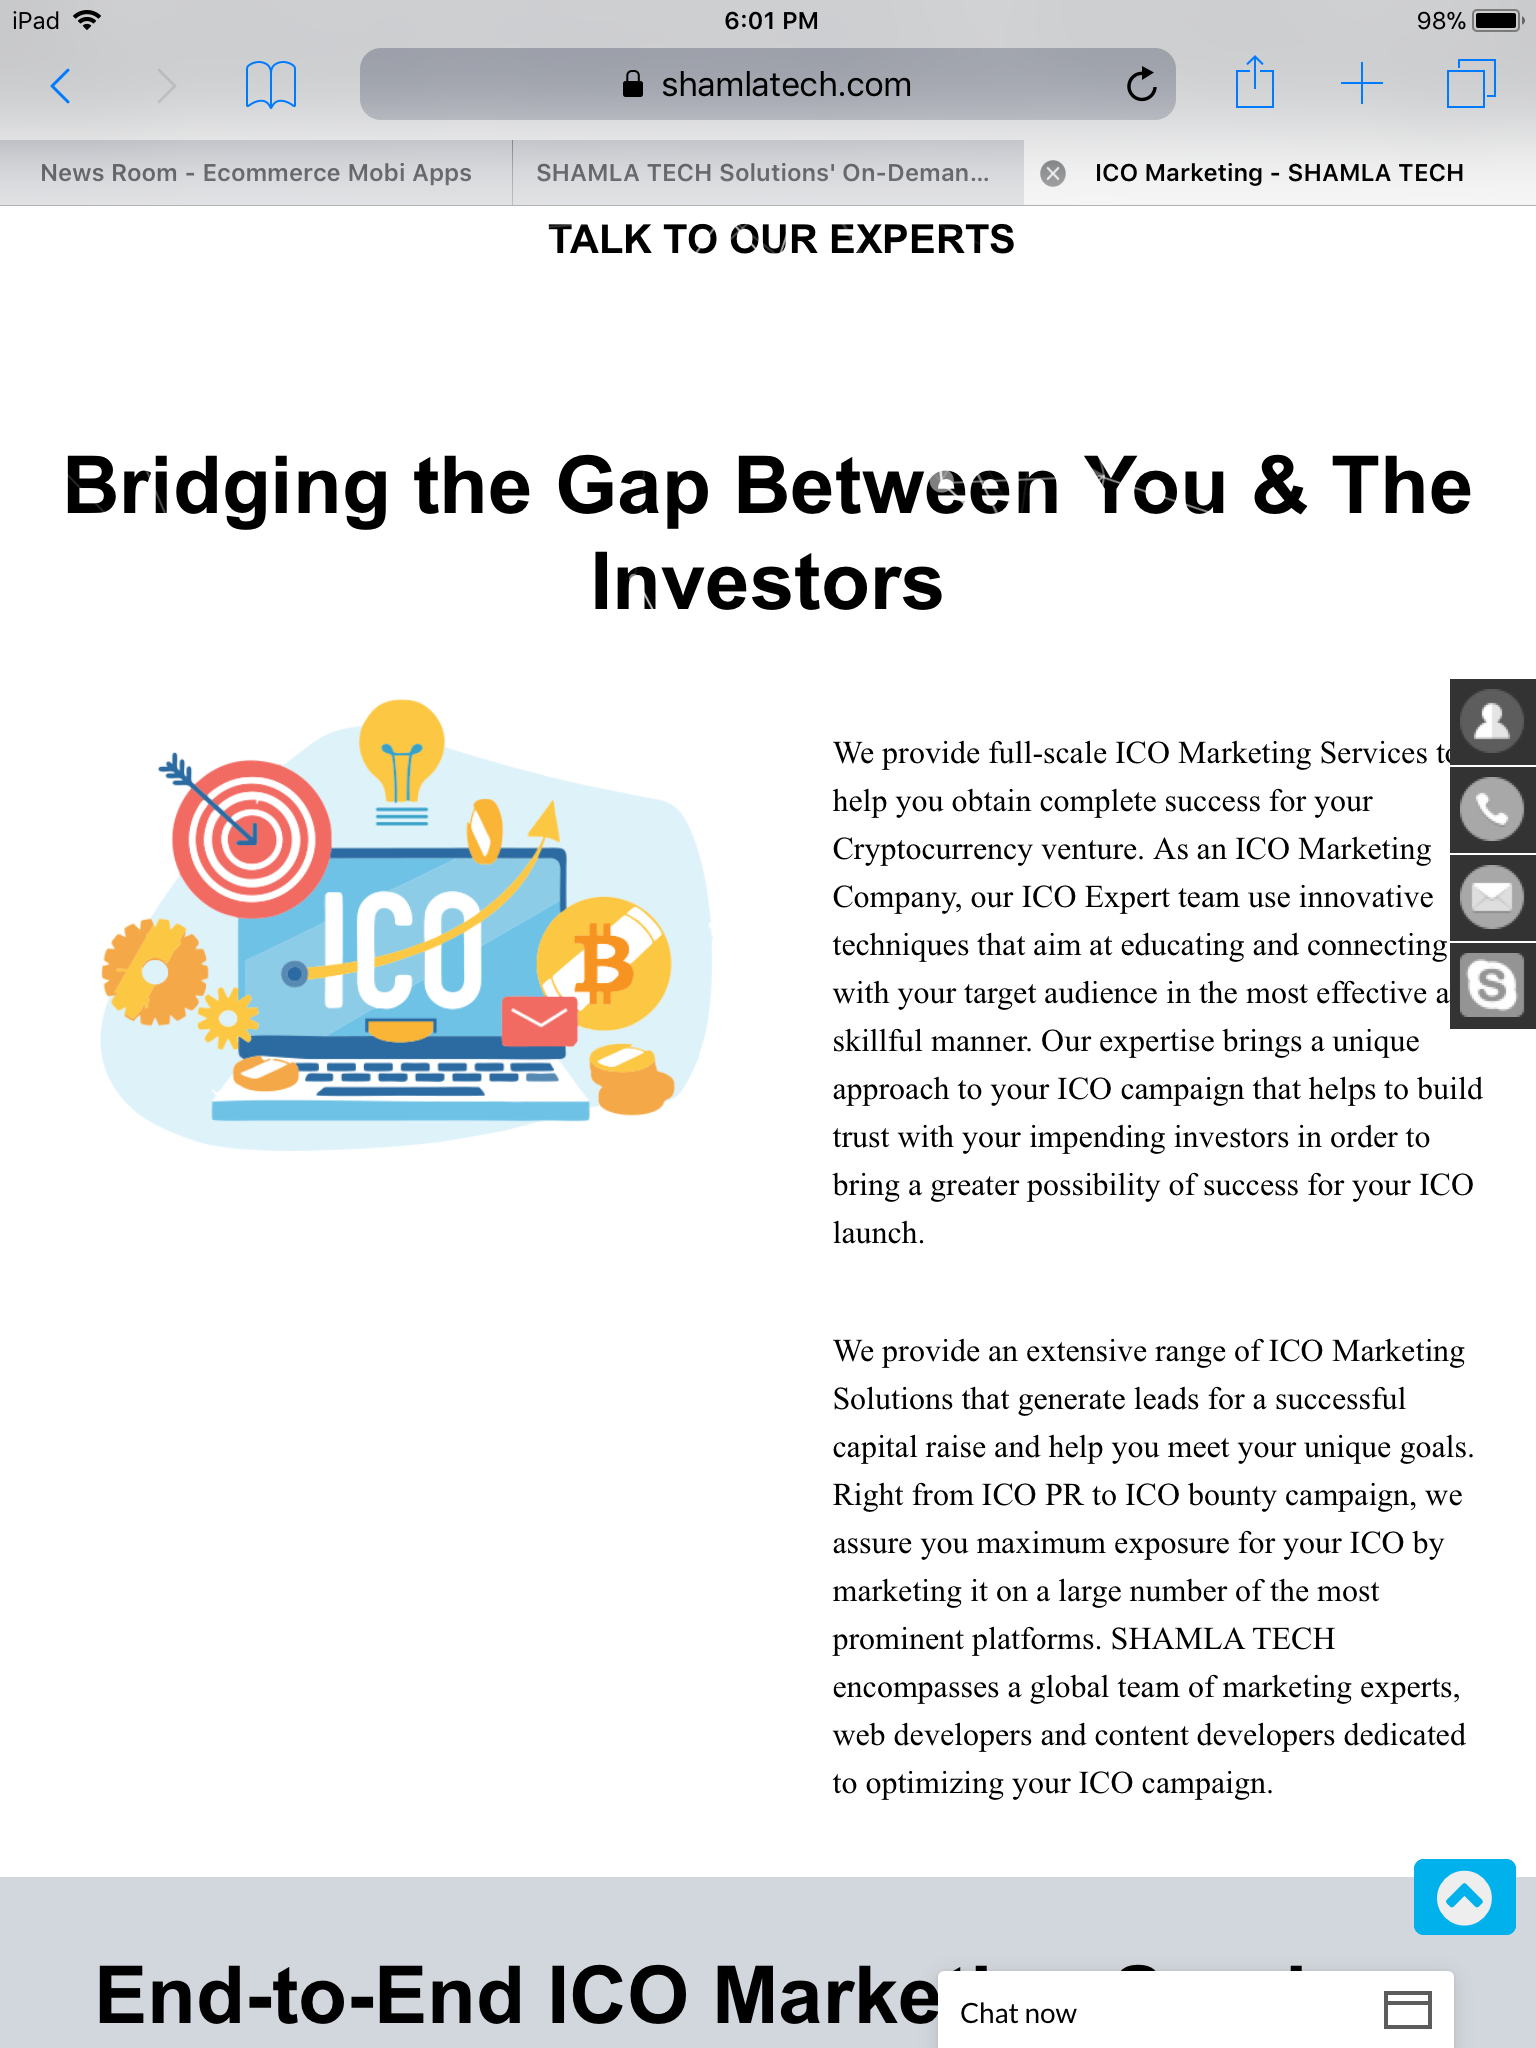 iPad
6:01 PM
98%
shamlatech.com
News Room - Ecommerce Mobi Apps
SHAMLA TECH Solutions' On-Deman...
ICO Marketing - SHAMLA TECH
TALK TO OUR EXPERTS
Bridging the Gap Between You & The
Investors
ICO
We provide full-scale ICO Marketing Services to
help you obtain complete success for your
Cryptocurrency venture. As an ICO Marketing
Company, our ICO Expert team use innovative
techniques that aim at educating and connecting
with your target audience in the most effective a
skillful manner. Our expertise brings a unique
approach to your ICO campaign that helps to build
trust with your impending investors in order to
bring a greater possibility of success for your ICO
launch.
We provide an extensive range of ICO Marketing
Solutions that generate leads for a successful
capital raise and help you meet your unique goals.
Right from ICO PR to ICO bounty campaign, we
assure you maximum exposure for your ICO by
marketing it on a large number of the most
prominent platforms. SHAMLA TECH
encompasses a global team of marketing experts,
web developers and content developers dedicated
to optimizing your ICO campaign.
End-to-End ICO Marke
Chat now